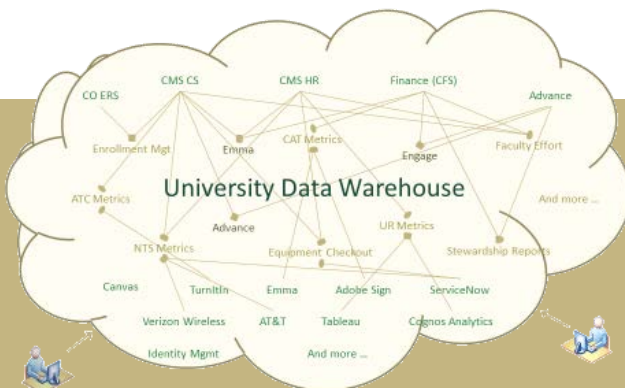 CMS CS
CMS HR
Finance (CFS)
CO ERS
Advance
Enrollment Mgt
Emma
CAT Metrics
Engage
Faculty Effort
University Data Warehouse
ATC Metrics
And more ...
Advance
UR Metrics
NTS Metrics
Equipment Checkout
Stewardship Reports
Canvas
TurnItIn
Emma
Adobe Sign
ServiceNow
Verizon Wireless
AT&T
Tableau
Cognos Analytics
Identity Mgmt
And more ...